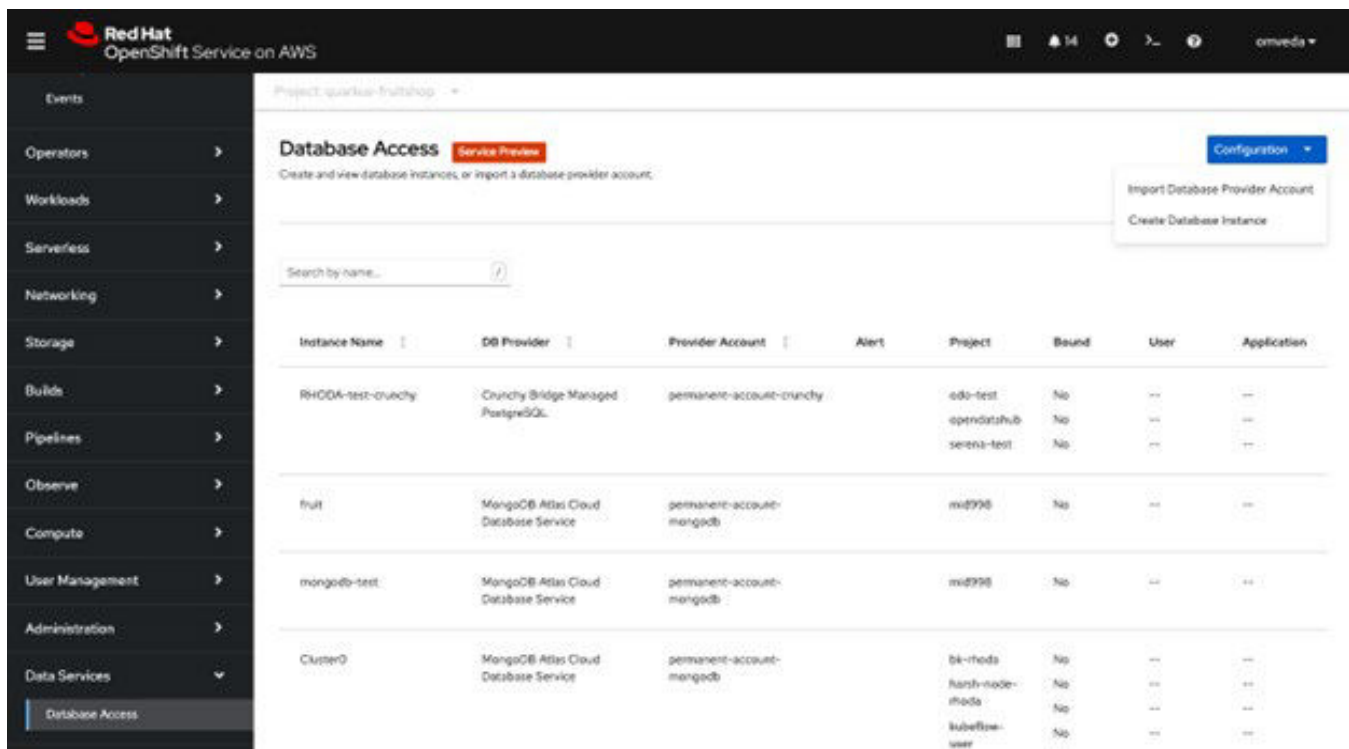 Red Hat
OpenShift Service on AWS
14
omveda
Events
Project: quarkus-fruitshop
Operators
Database Access
Service Preview
Configuration
Create and view database instances, or import a database provider account.
Workloads
Import Database Provider Account
Create Database Instance
Serverless
Search by name...
/
Networking
Storage
Instance Name
DB Provider
Provider Account
Alert
Project
Bound
User
Application
Builds
RHODA-test-crunchy
Crunchy Bridge Managed
PostgreSQL
permanent-account-crunchy
odo-test
No
--
--
opendatahub
No
--
--
serena-test
No
--
--
Pipelines
Observe
fruit
MongoDB Atlas Cloud
Database Service
permanent-account-
mongodb
mid998
No
--
--
Compute
User Management
mongodb-test
MongoDB Atlas Cloud
Database Service
permanent-account-
mongodb
mid998
No
--
--
Administration
Data Services
Database Access
Cluster0
MongoDB Atlas Cloud
Database Service
permanent-account-
mongodb
bk-rhoda
No
--
--
harsh-node-
rhoda
No
--
--
No
--
--
kubeflow-
user
No
--
--